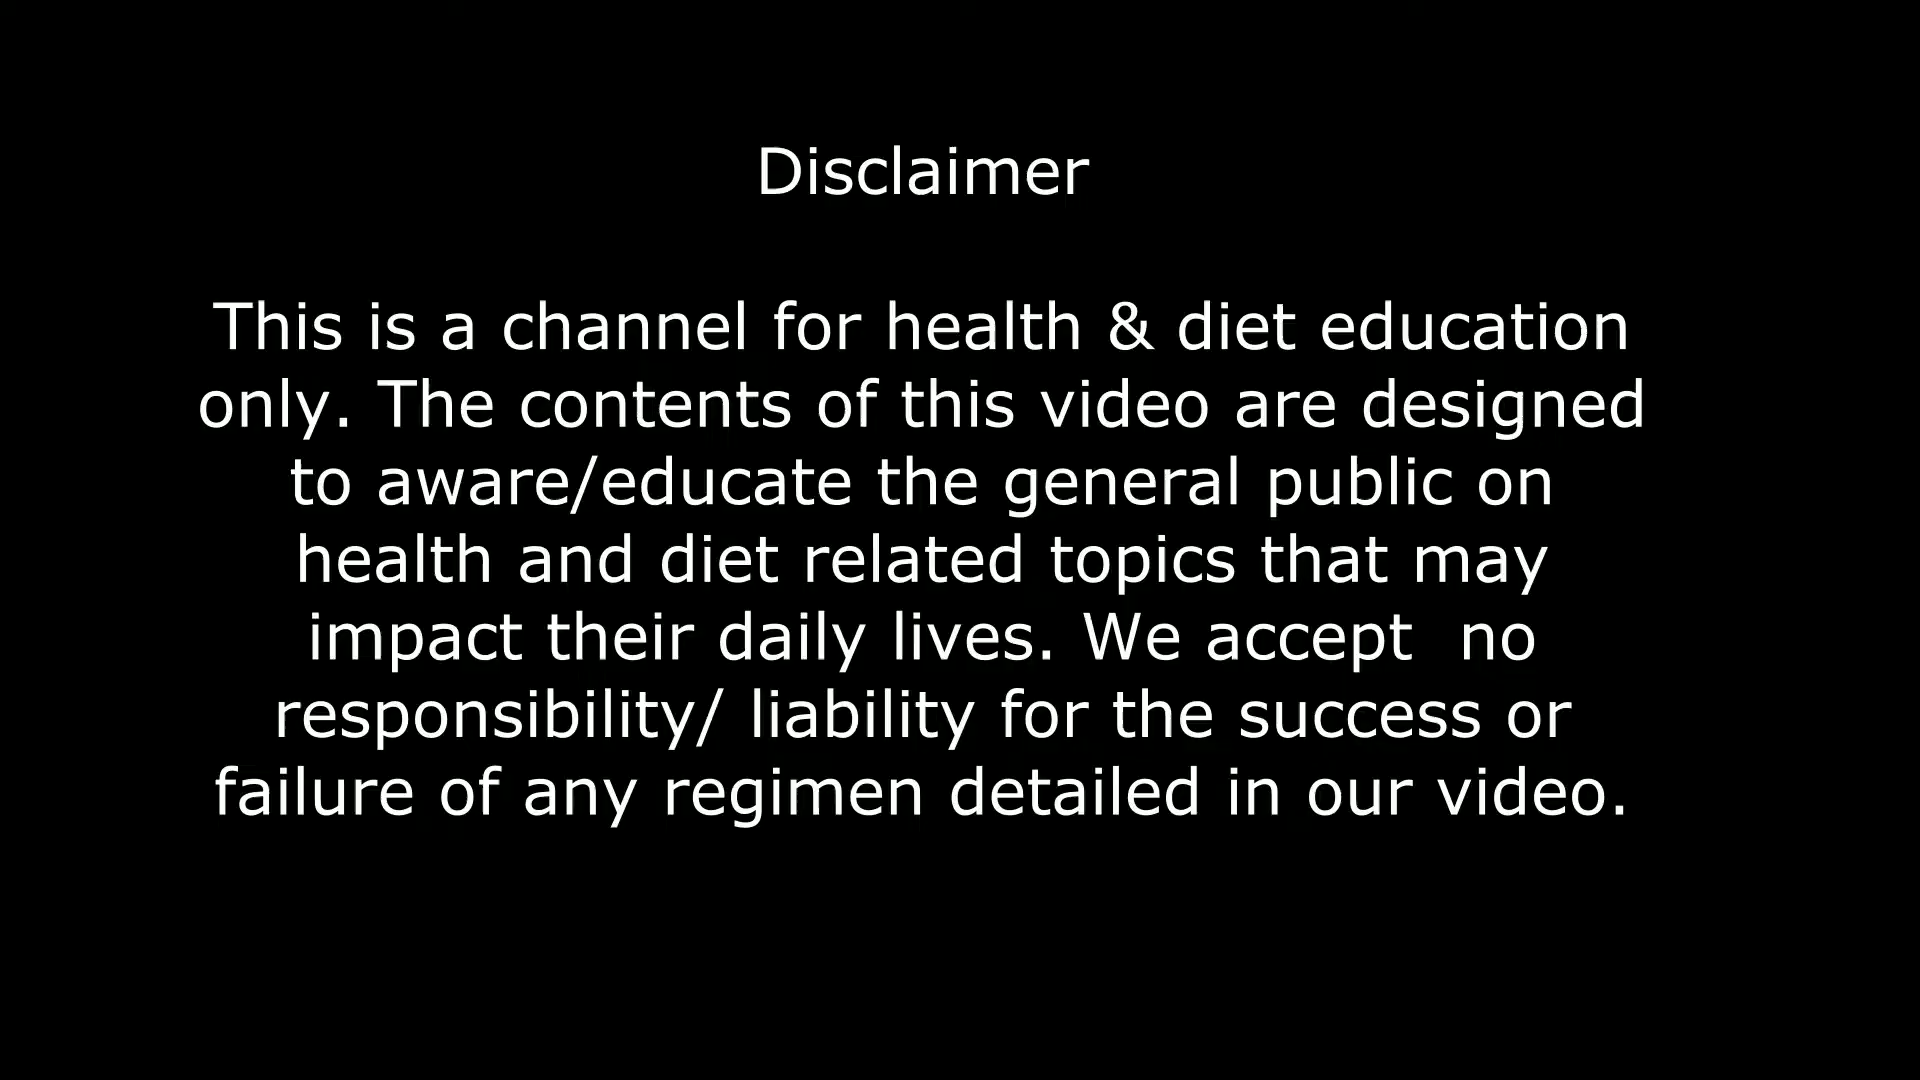 Disclaimer
This is a channel for health & diet education
only. The contents of this video are designed
to aware/educate the general public on
health and diet related topics that may
impact their daily lives. We accept  no
responsibility/ liability for the success or
failure of any regimen detailed in our video.